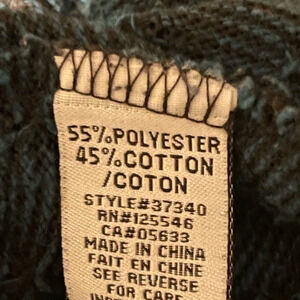 55%POLYESTER
45%COTTON
/COTON
STYLE#37340
RN#125546
CA#05633
MADE IN CHINA
FAIT EN CHINE
SEE REVERSE
FOR CARE